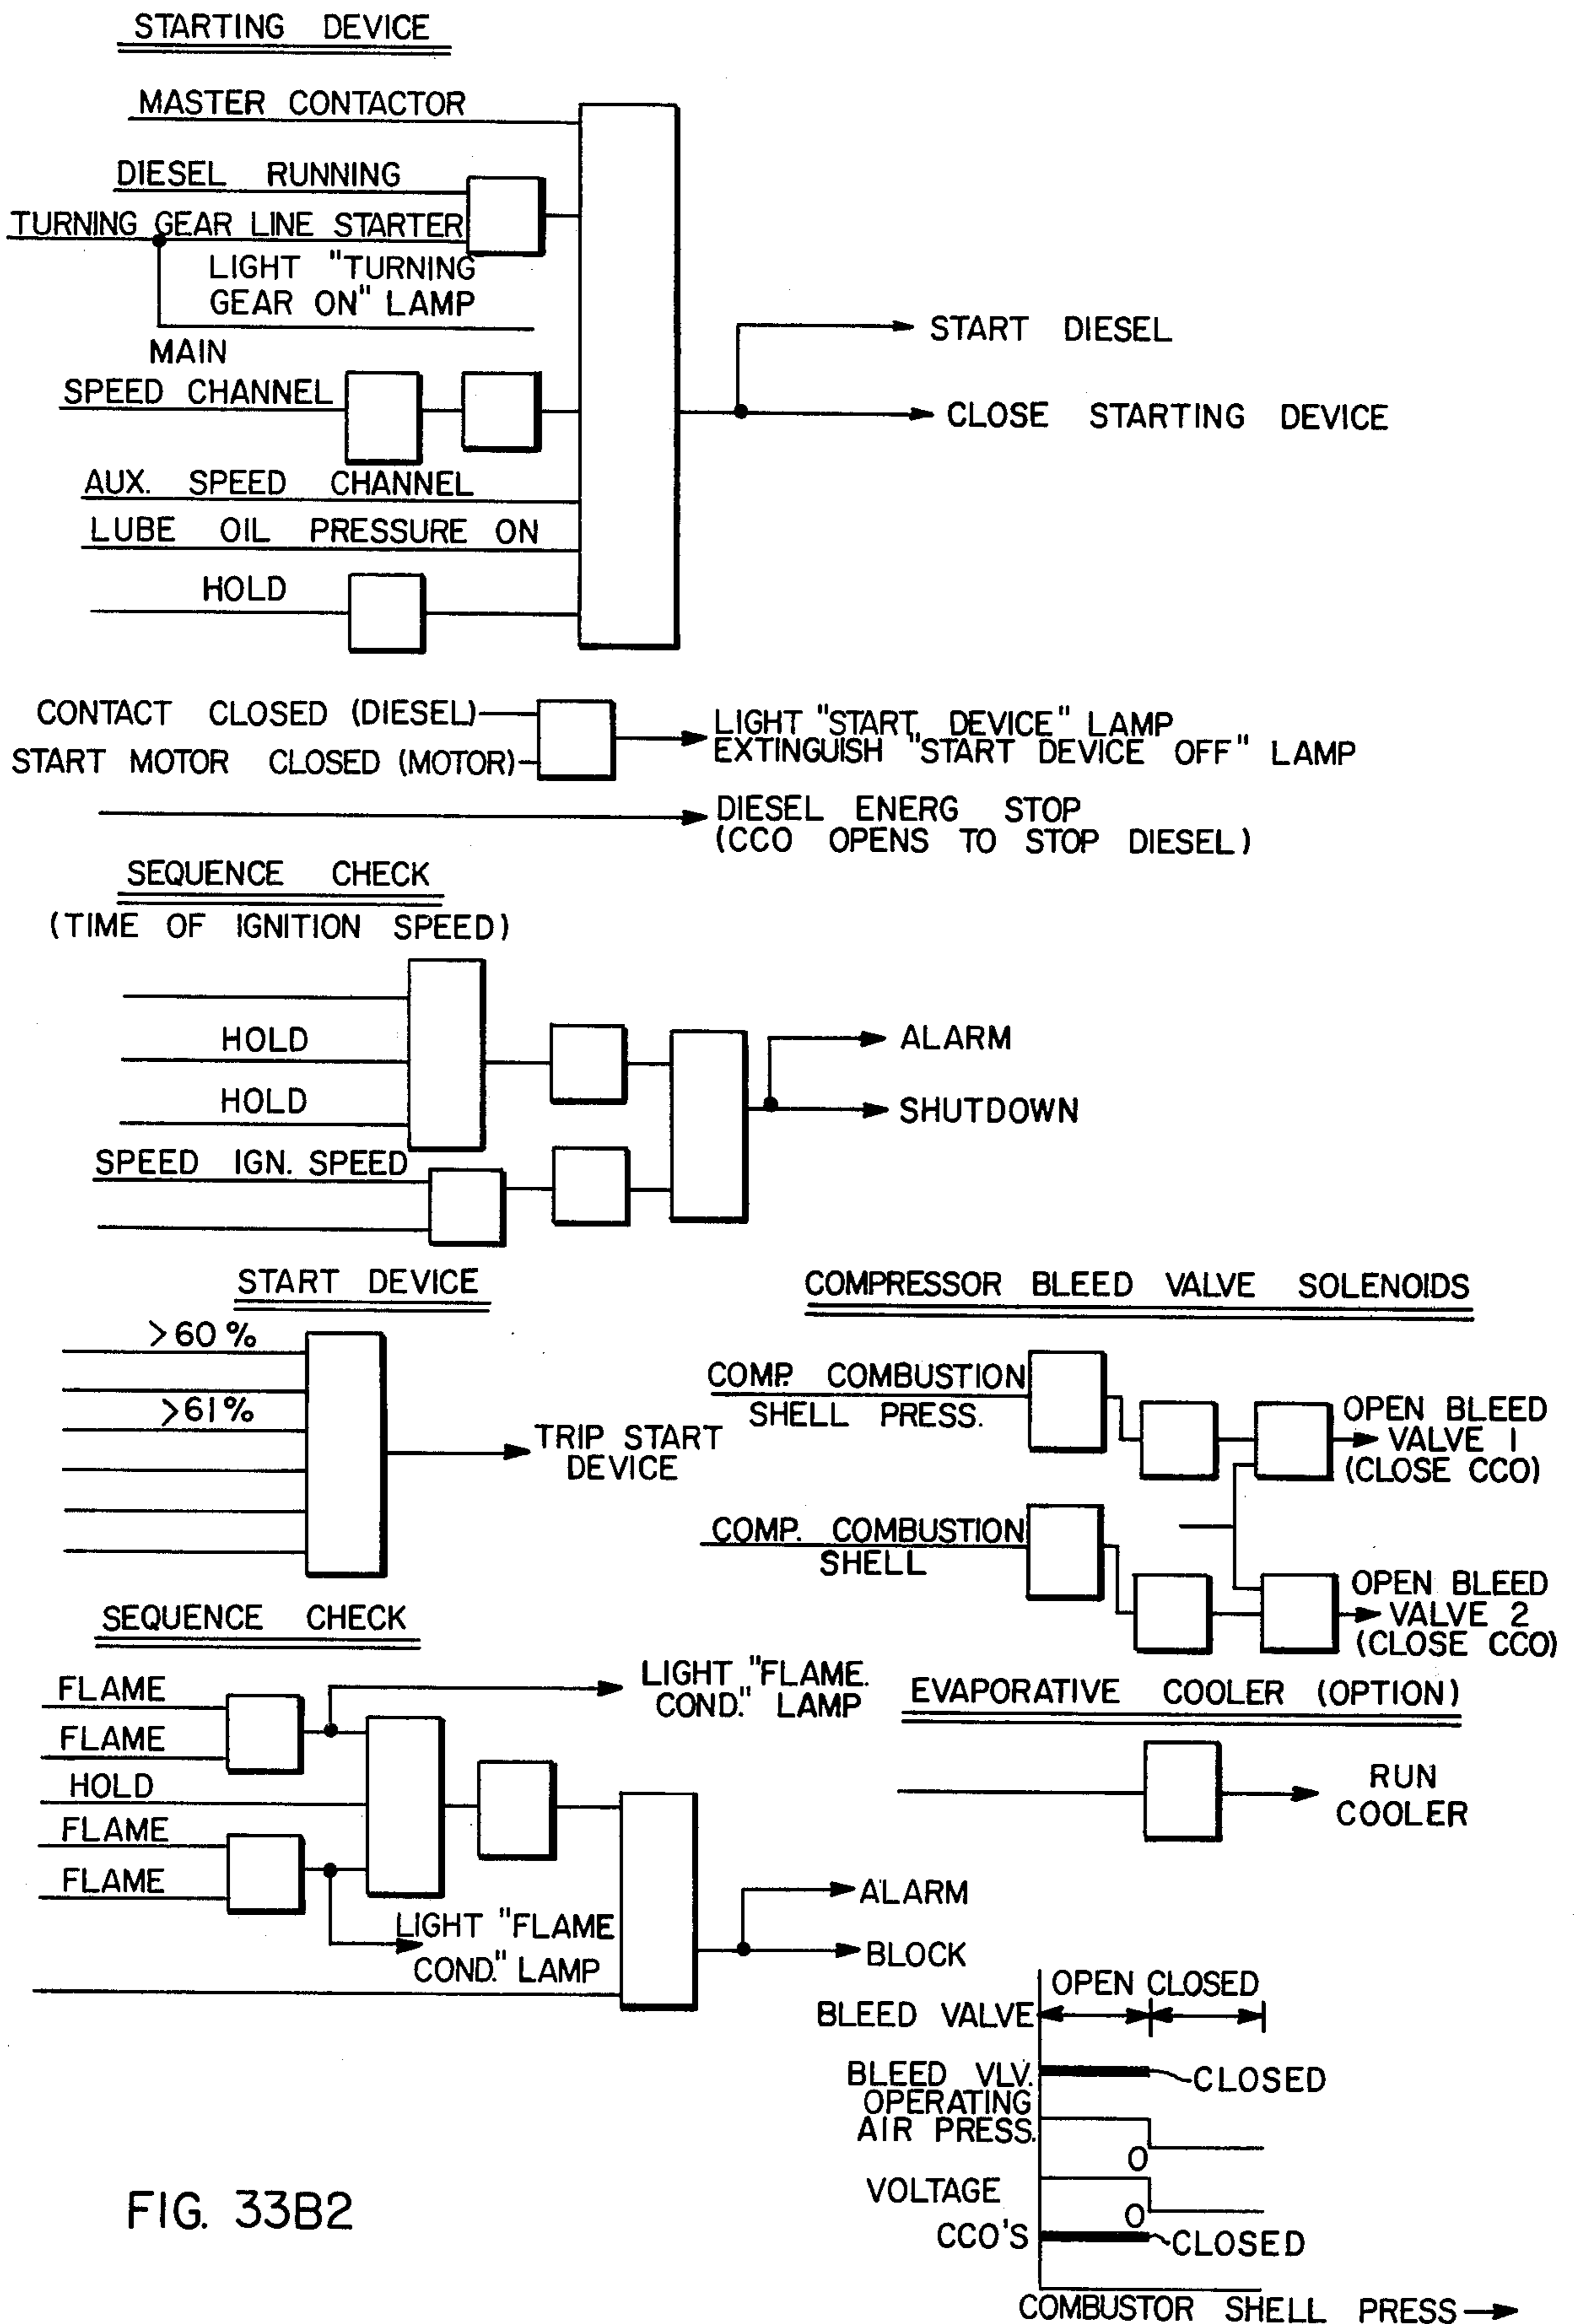 STARTING DEVICE
MASTER CONTACTOR
DIESEL RUNNING
TURNING GEAR LINE STARTER
LIGHT "TURNING
GEAR ON" LAMP
MAIN
SPEED CHANNEL
AUX. SPEED CHANNEL
LUBE OIL PRESSURE ON
HOLD
START DIESEL
CLOSE STARTING DEVICE
CONTACT CLOSED (DIESEL)
START MOTOR CLOSED (MOTOR)
LIGHT "START DEVICE" LAMP
EXTINGUISH "START DEVICE OFF" LAMP
DIESEL ENERG STOP
(CCO OPENS TO STOP DIESEL)
SEQUENCE CHECK
(TIME OF IGNITION SPEED)
HOLD
HOLD
SPEED IGN. SPEED
ALARM
SHUTDOWN
START DEVICE
>60%
>61%
TRIP START
DEVICE
COMPRESSOR BLEED VALVE SOLENOIDS
COMP. COMBUSTION
SHELL PRESS.
OPEN BLEED
VALVE 1
(CLOSE CCO)
COMP. COMBUSTION
SHELL
OPEN BLEED
VALVE 2
(CLOSE CCO)
SEQUENCE CHECK
FLAME
FLAME
HOLD
FLAME
FLAME
LIGHT "FLAME.
COND." LAMP
LIGHT "FLAME
COND." LAMP
ALARM
BLOCK
EVAPORATIVE COOLER (OPTION)
RUN
COOLER
OPEN CLOSED
BLEED VALVE
BLEED VLV.
OPERATING
AIR PRESS.
CLOSED
0
VOLTAGE
0
CCO'S
CLOSED
COMBUSTOR SHELL PRESS
FIG. 33B2